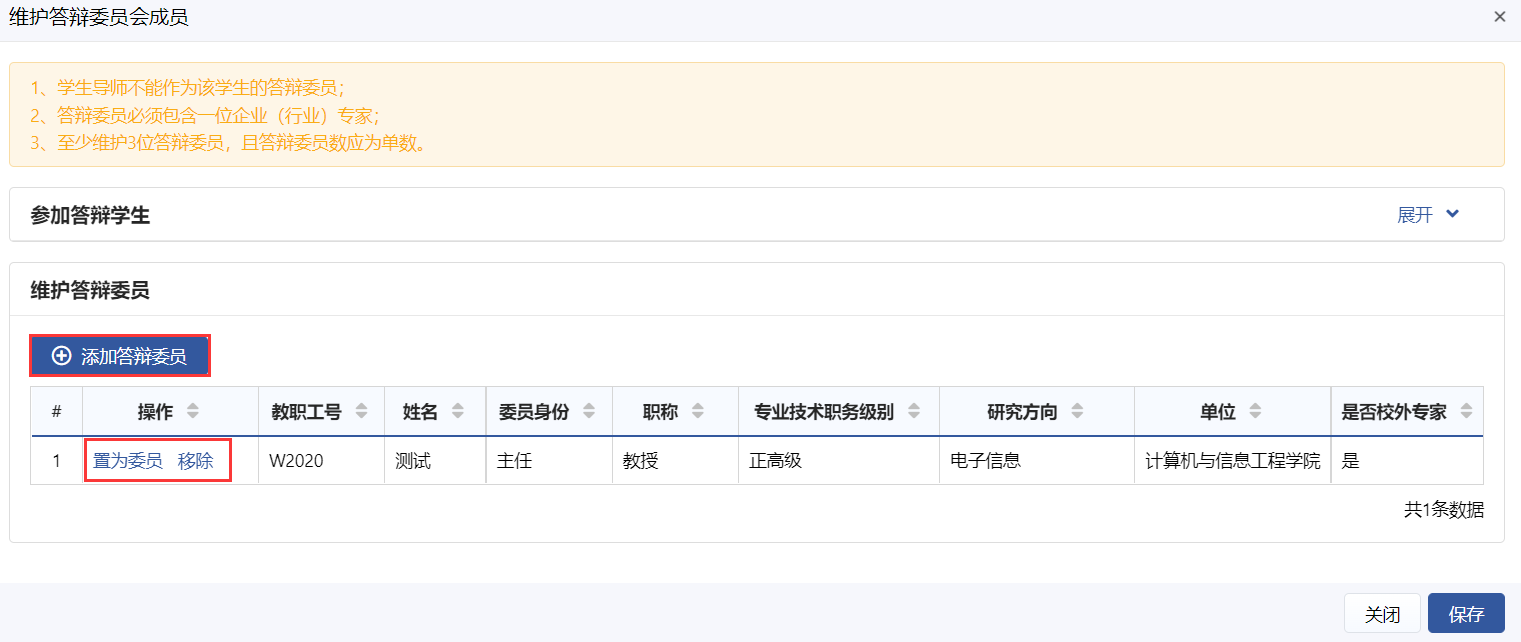 维护答辩委员会成员
1、学生导师不能作为该学生的答辩委员；
2、答辩委员必须包含一位企业（行业）专家；
3、至少维护3位答辩委员，且答辩委员数应为单数。
参加答辩学生 展开
维护答辩委员
添加答辩委员
# 操作 教职工号 姓名 委员身份 职称 专业技术职务级别 研究方向 单位 是否校外专家
1 置为委员 移除 W2020 测试 主任 教授 正高级 电子信息 计算机与信息工程学院 是
共1条数据
关闭 保存